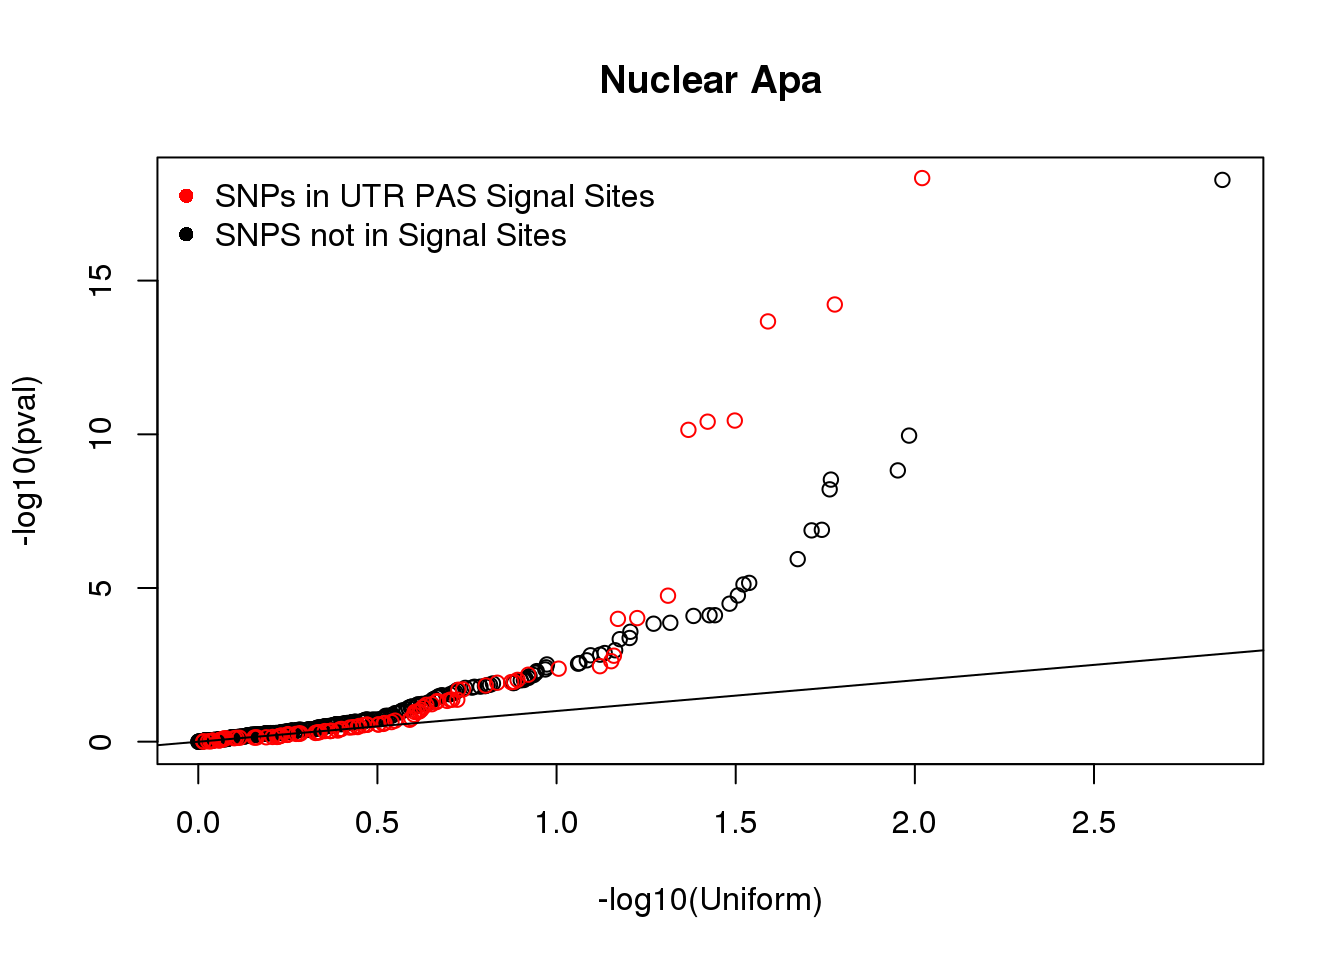 Nuclear Apa
SNPs in UTR PAS Signal Sites
SNPS not in Signal Sites
-log10(pval)
15
10
5
0
0.0 0.5 1.0 1.5 2.0 2.5
-log10(Uniform)